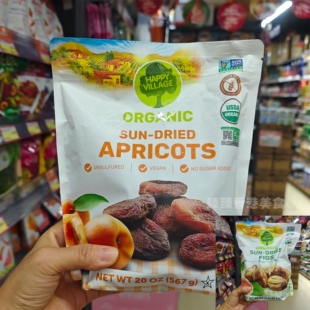 HAPPY
VILLAGE
ORGANIC
SUN-DRIED
APRICOTS
UNSULFURED
VEGAN
NO SUGAR ADDED
USDA
ORGANIC
NET WT 20 OZ (567 g)
ORGANIC
SUN-DRIED
FIGS